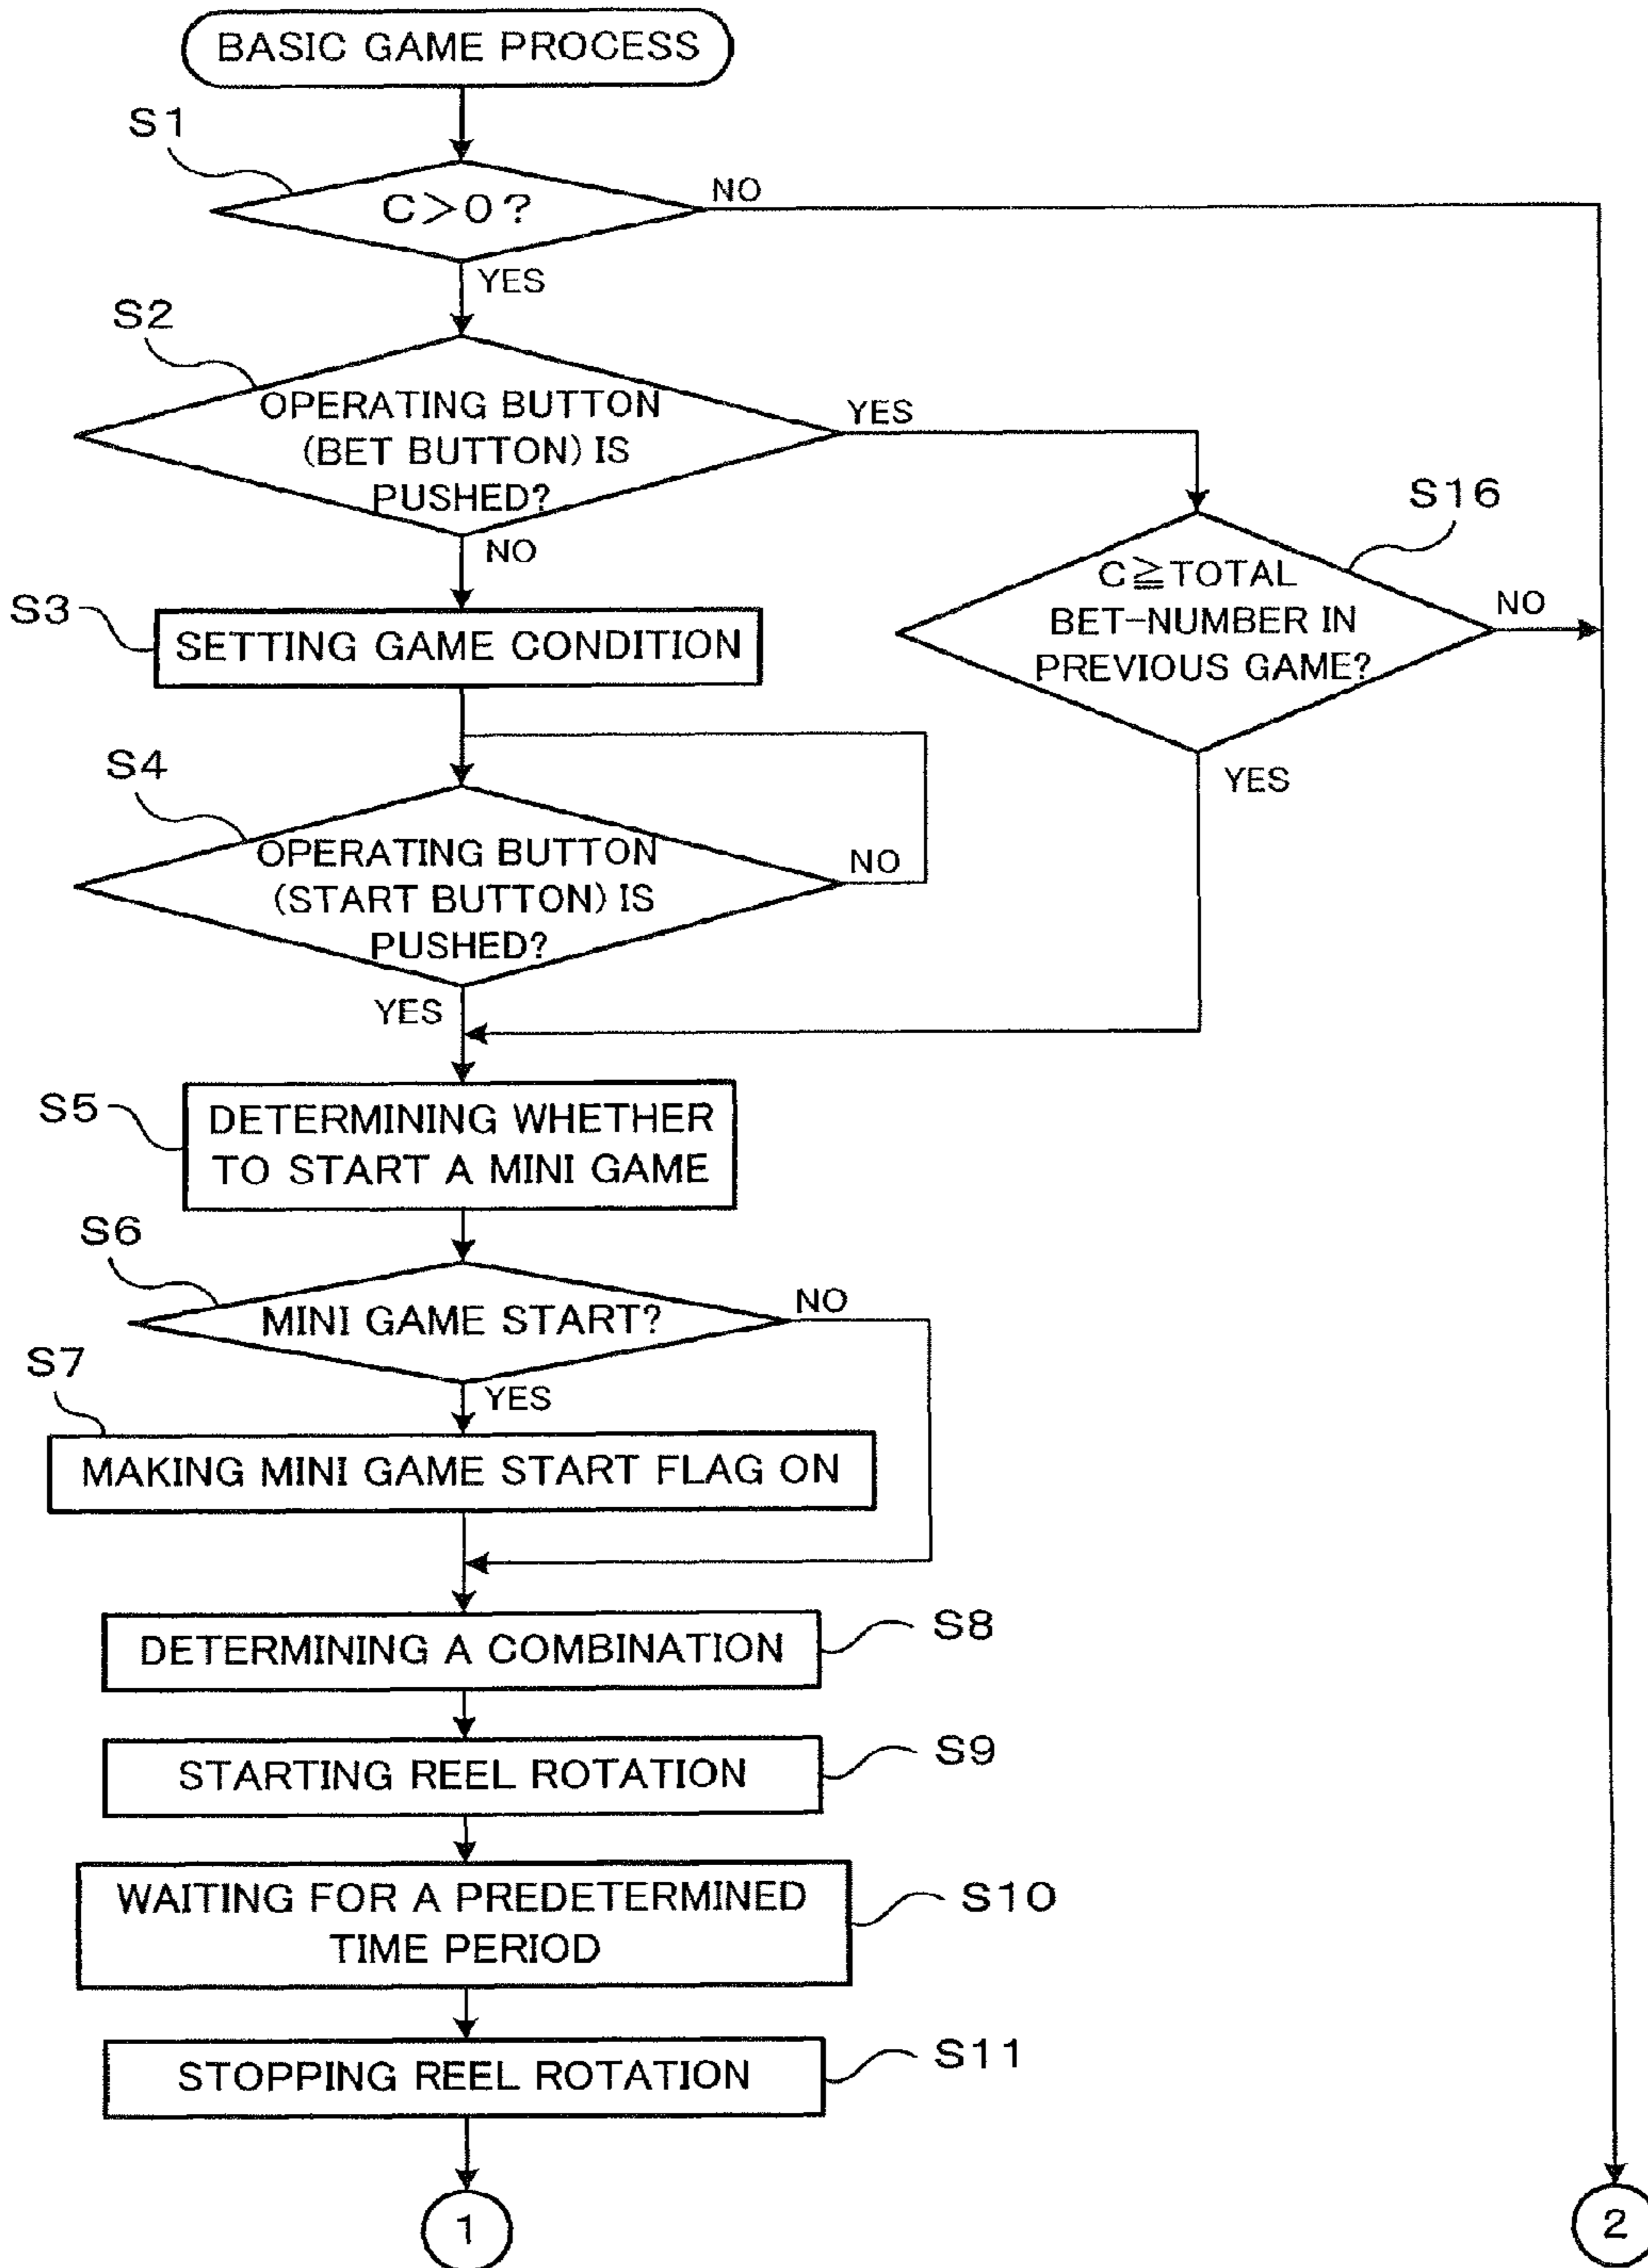 BASIC GAME PROCESS
S1
C>0?
NO
YES
S2
OPERATING BUTTON
(BET BUTTON) IS
PUSHED?
YES
NO
S16
C≧TOTAL
BET-NUMBER IN
PREVIOUS GAME?
NO
YES
S3
SETTING GAME CONDITION
S4
OPERATING BUTTON
(START BUTTON) IS
PUSHED?
NO
YES
S5
DETERMINING WHETHER
TO START A MINI GAME
S6
MINI GAME START?
NO
YES
S7
MAKING MINI GAME START FLAG ON
DETERMINING A COMBINATION
S8
STARTING REEL ROTATION
S9
WAITING FOR A PREDETERMINED
TIME PERIOD
S10
STOPPING REEL ROTATION
S11
1
2